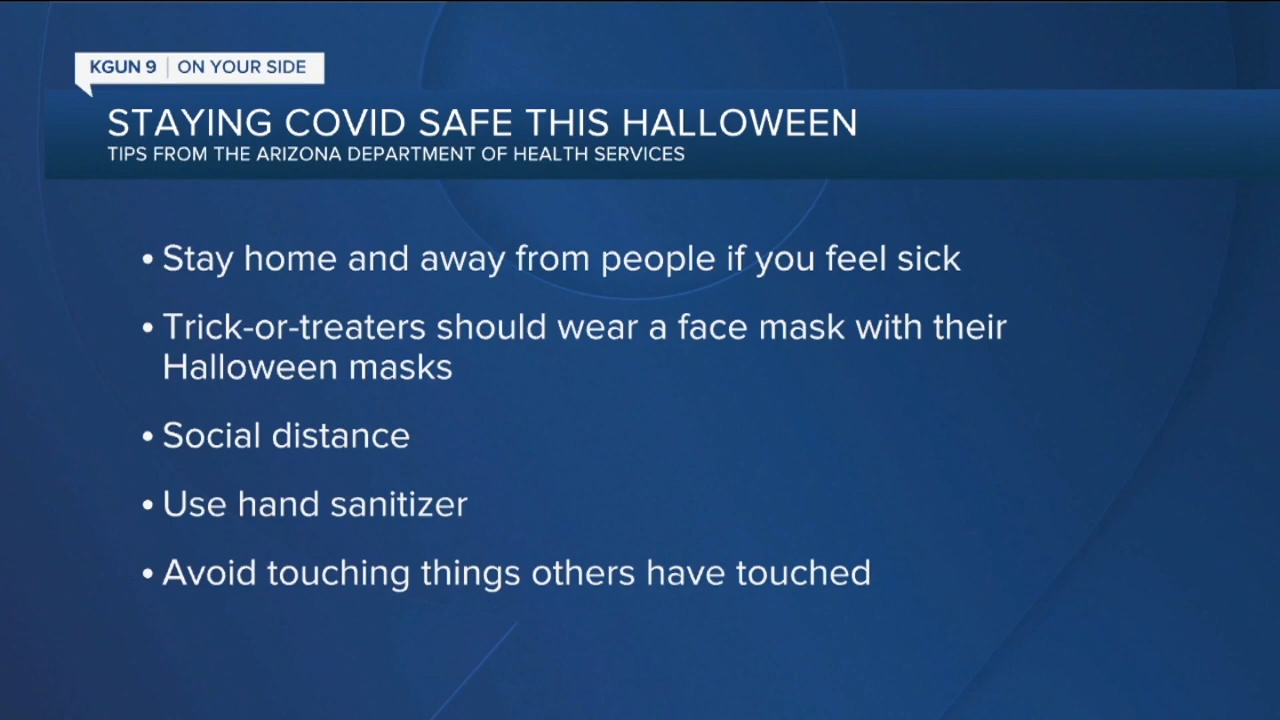 KGUN 9 | ON YOUR SIDE
STAYING COVID SAFE THIS HALLOWEEN
TIPS FROM THE ARIZONA DEPARTMENT OF HEALTH SERVICES
• Stay home and away from people if you feel sick
• Trick-or-treaters should wear a face mask with their
Halloween masks
• Social distance
• Use hand sanitizer
• Avoid touching things others have touched